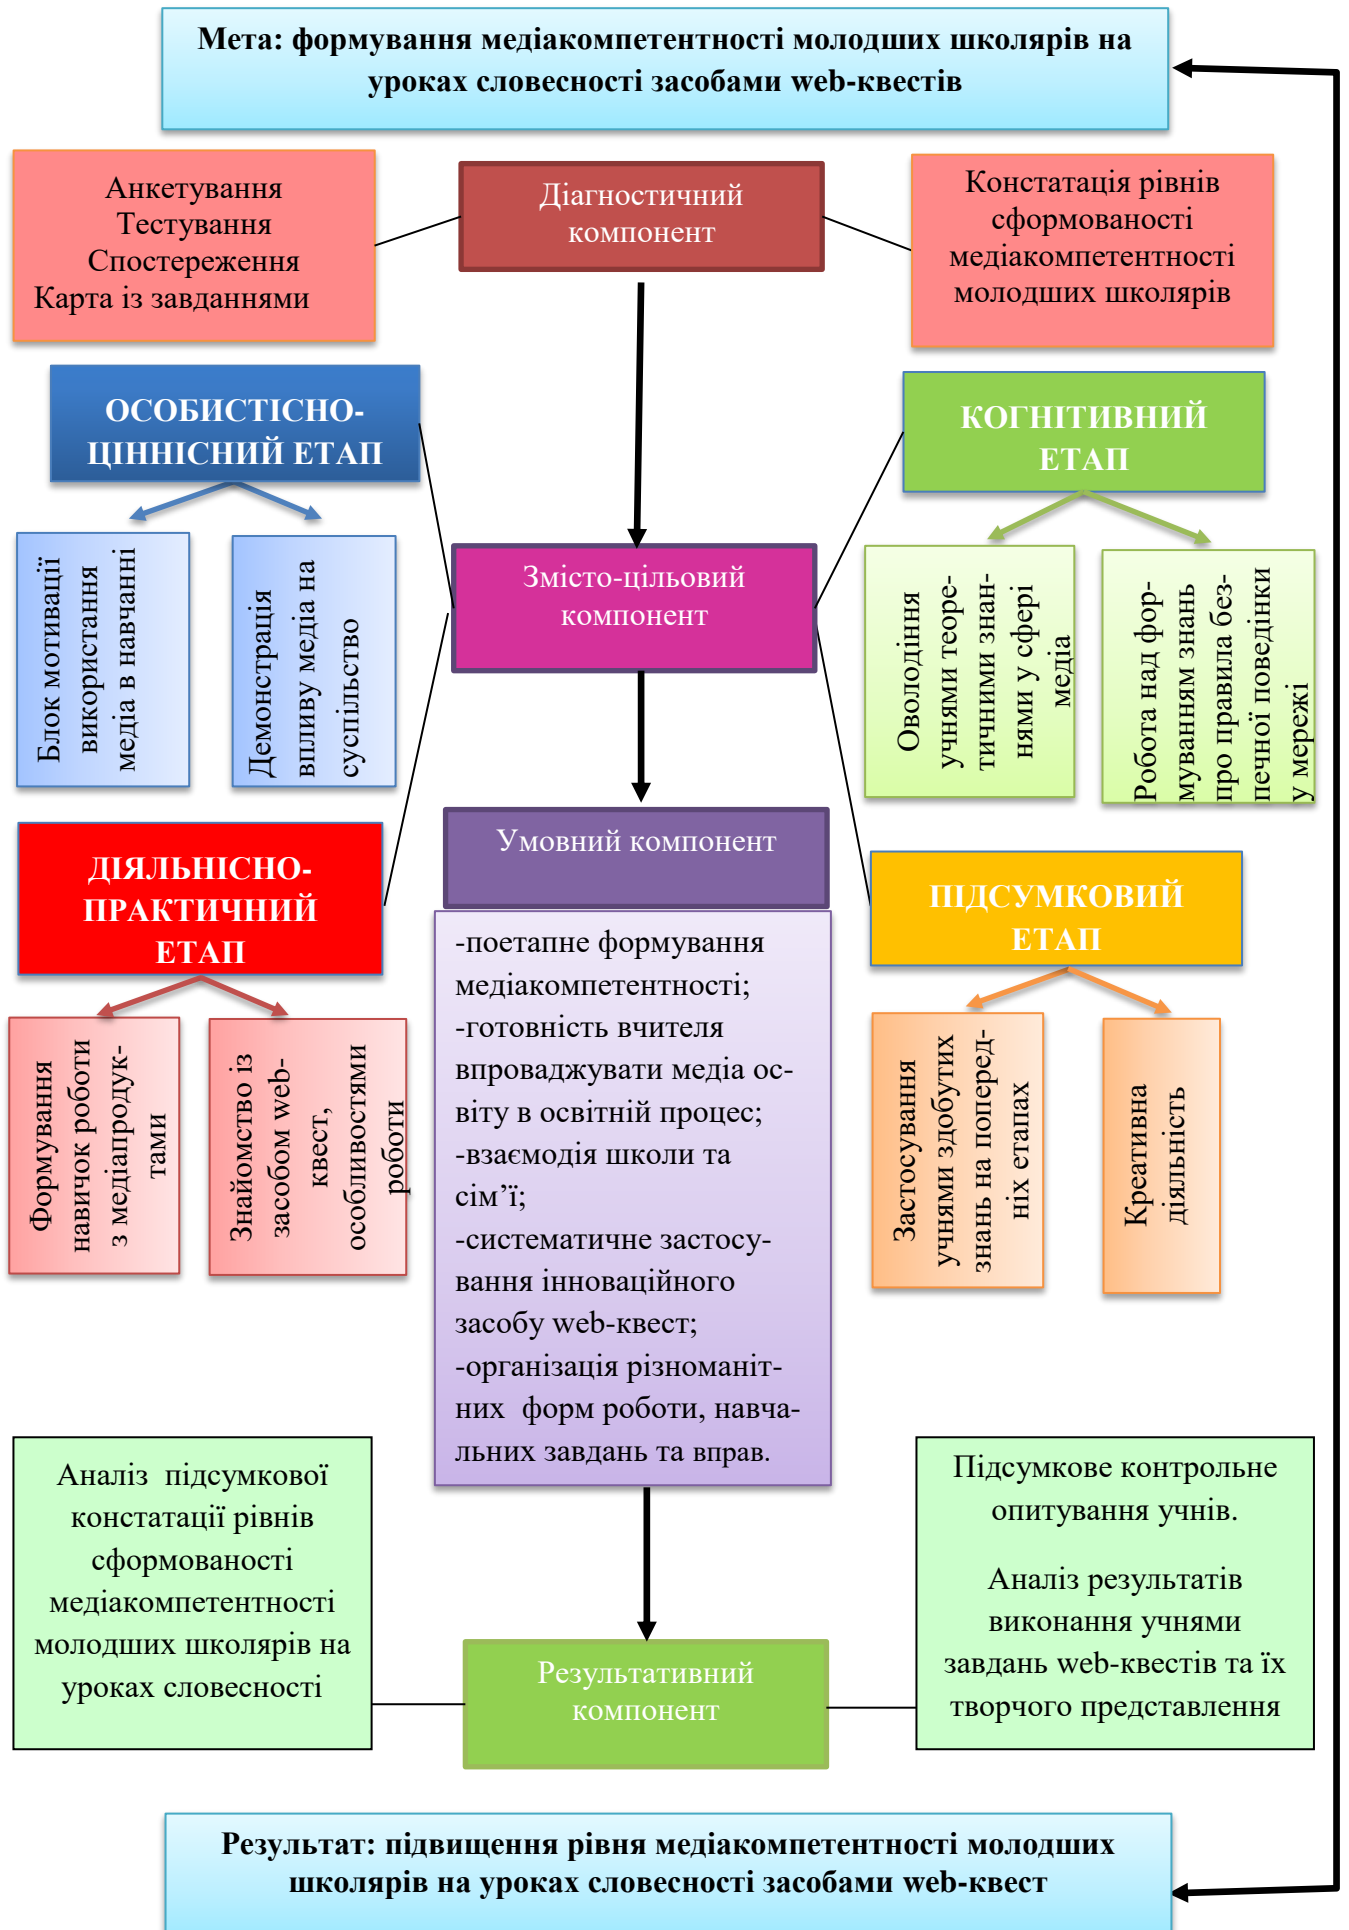 Мета: формування медіакомпетентності молодших школярів на
уроках словесності засобами web-квестів
Анкетування
Тестування
Спостереження
Карта із завданнями
Діагностичний
компонент
Констатація рівнів
сформованості
медіакомпетентності
молодших школярів
ОСОБИСТІСНО-
ЦІННІСНИЙ ЕТАП
КОГНІТИВНИЙ
ЕТАП
Блок мотивації
використання
медіа в навчанні
Демонстрація
впливу медіа на
суспільство
Змісто-цільовий
компонент
Оволодіння
учнями теоре-
тичними знан-
нями у сфері
медіа
Робота над фор-
муванням знань
про правила без-
печної поведінки
у мережі
Умовний компонент
ДІЯЛЬНІСНО-
ПРАКТИЧНИЙ
ЕТАП
ПІДСУМКОВИЙ
ЕТАП
-поетапне формування
медіакомпетентності;
-готовність вчителя
впроваджувати медіа ос-
віту в освітній процес;
-взаємодія школи та
сім’ї;
-систематичне застосу-
вання інноваційного
засобу web-квест;
-організація різноманіт-
них  форм роботи, навча-
льних завдань та вправ.
Формування
навичок роботи
з медіапродук-
тами
Знайомство із
засобом web-
квест,
особливостями
роботи
Застосування
учнями здобутих
знань на поперед-
ніх етапах
Креативна
діяльність
Аналіз  підсумкової
констатації рівнів
сформованості
медіакомпетентності
молодших школярів на
уроках словесності
Результативний
компонент
Підсумкове контрольне
опитування учнів.
Аналіз результатів
виконання учнями
завдань web-квестів та їх
творчого представлення
Результат: підвищення рівня медіакомпетентності молодших
школярів на уроках словесності засобами web-квест